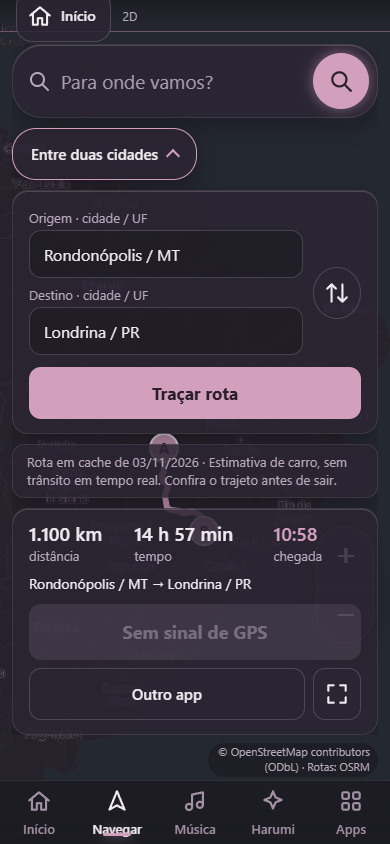 Início
2D
Para onde vamos?
Entre duas cidades
Origem · cidade / UF
Rondonópolis / MT
Destino · cidade / UF
Londrina / PR
Traçar rota
A
Rota em cache de 03/11/2026 · Estimativa de carro, sem
trânsito em tempo real. Confira o trajeto antes de sair.
1.100 km
14 h 57 min
10:58
distância
tempo
chegada
Rondonópolis / MT → Londrina / PR
Sem sinal de GPS
Outro app
© OpenStreetMap contributors
(ODbL) · Rotas: OSRM
Início
Navegar
Música
Harumi
Apps